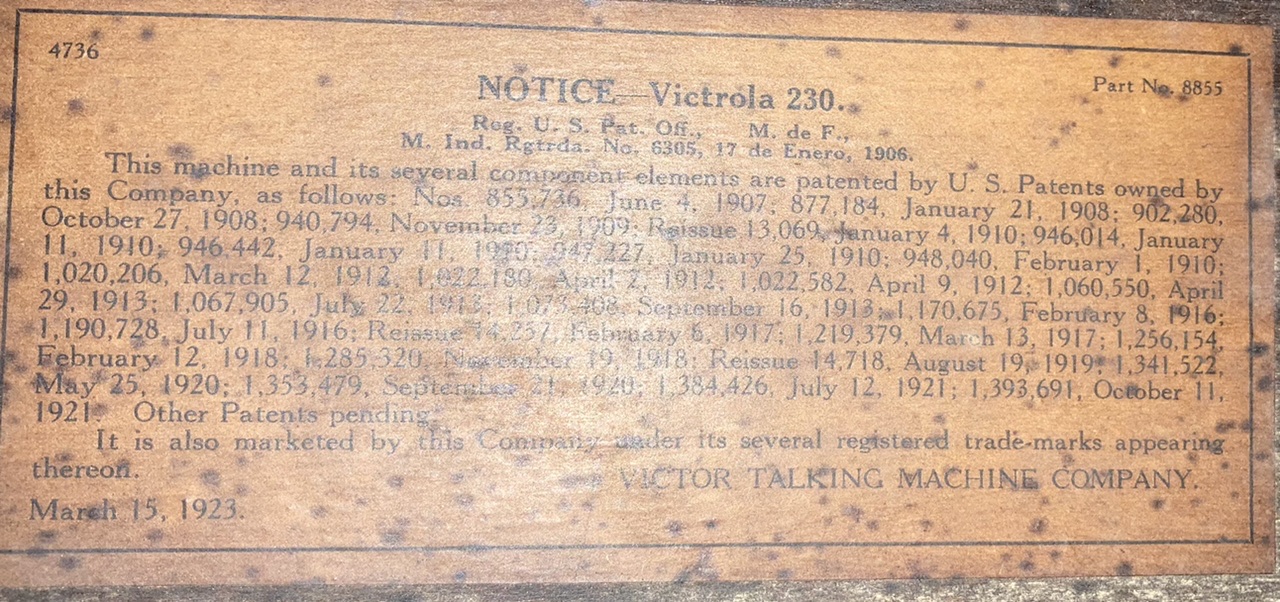 4736
Part No. 8855
NOTICE—Victrola 230.
Reg. U. S. Pat. Off., M. de F.,
M. Ind. Rgtrda. No. 6305, 17 de Enero, 1906.
This machine and its several component elements are patented by U. S. Patents owned by
this Company, as follows: Nos. 853,736, June 4, 1907; 877,184, January 21, 1908; 902,280,
October 27, 1908; 940,794, November 23, 1909; Reissue 13,069, January 4, 1910; 946,014, January
11, 1910; 946,442, January 11, 1910; 947,227, January 25, 1910; 948,040, February 1, 1910;
1,020,206, March 12, 1912, 1,022,180, April 2, 1912; 1,022,582, April 9, 1912; 1,060,550, April
29, 1913; 1,067,905, July 22, 1913; 1,073,408, September 16, 1913; 1,170,675, February 8, 1916;
1,190,728, July 11, 1916; Reissue 14,257, February 6, 1917; 1,219,379, March 13, 1917; 1,256,154,
February 12, 1918; 1,285,320, November 19, 1918; Reissue 14,718, August 19, 1919; 1,341,522,
May 25, 1920; 1,353,479, September 21, 1920; 1,384,426, July 12, 1921; 1,393,691, October 11,
1921. Other Patents pending.
It is also marketed by this Company under its several registered trade-marks appearing
thereon.
VICTOR TALKING MACHINE COMPANY.
March 15, 1923.